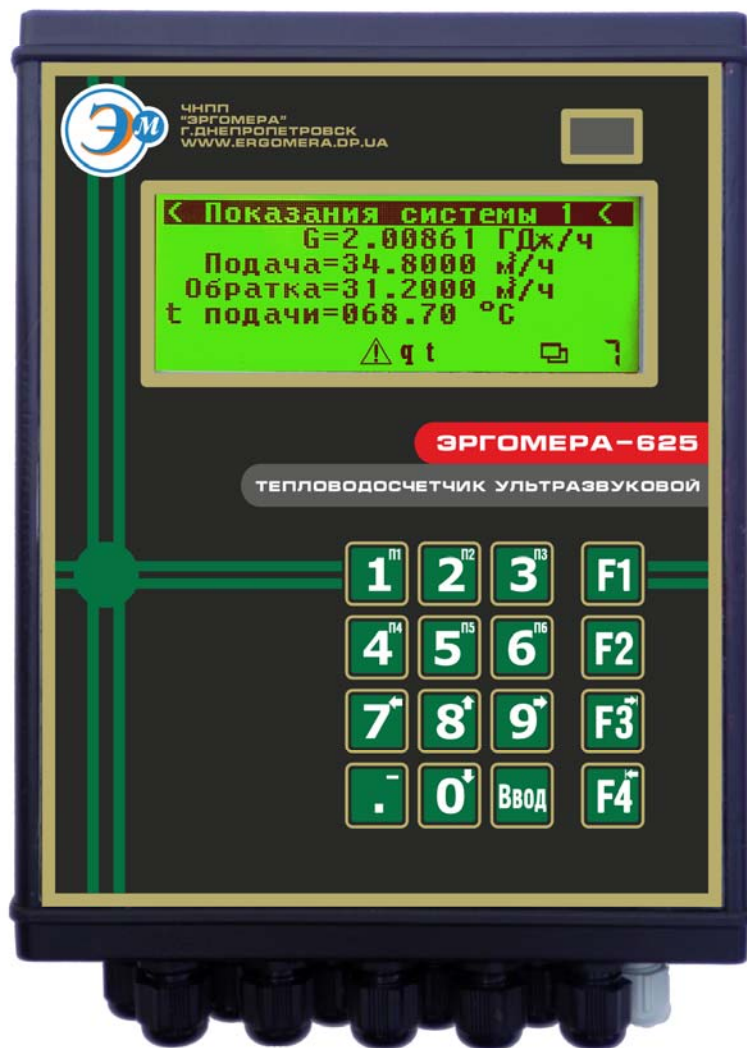 Эм
ЧНПП
"ЭРГОМЕРА"
Г.ДНЕПРОПЕТРОВСК
WWW.ERGOMERA.DP.UA
< Показания системы 1 <
G=2.00861 ГДж/ч
Подача=34.8000 м³/ч
Обратка=31.2000 м³/ч
t подачи=068.70 °C
q t
ЭРГОМЕРА-625
ТЕПЛОВОДОСЧЕТЧИК УЛЬТРАЗВУКОВОЙ
1 П1 2 П2 3 П3 F1
4 П4 5 П5 6 П6 F2
7 8 9 F3
. - 0 Ввод F4